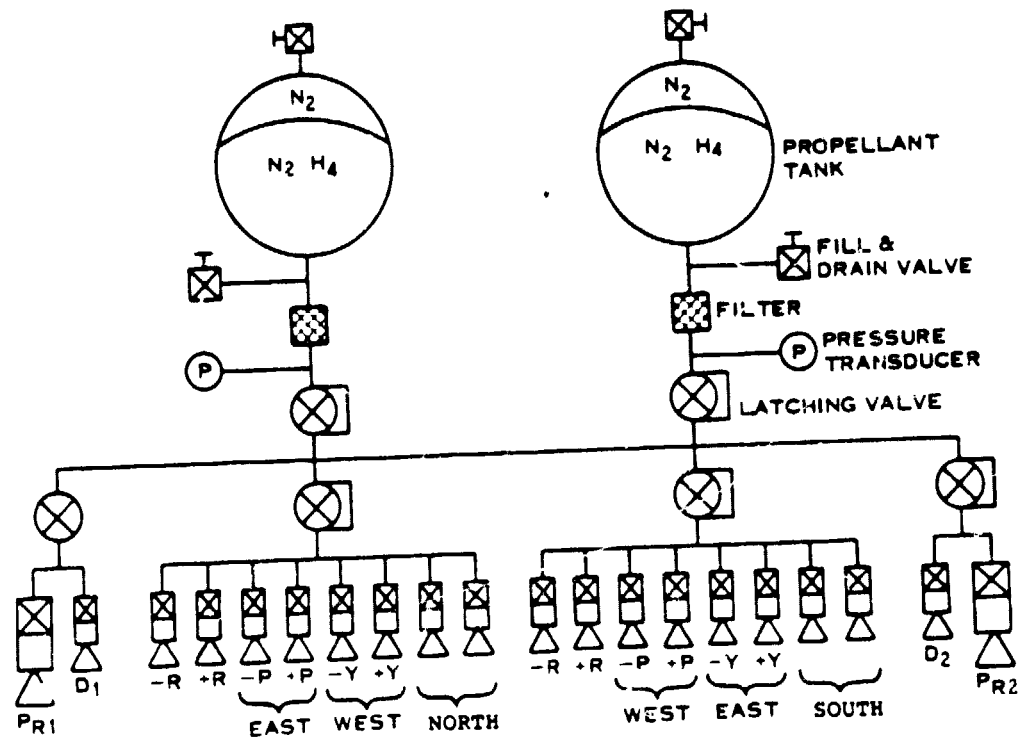 N2
N2
N2 H4
N2 H4
PROPELLANT
TANK
FILL &
DRAIN VALVE
FILTER
P
P
PRESSURE
TRANSDUCER
LATCHING VALVE
-R +R -P +P -Y +Y
-R +R -P +P -Y +Y
PR1
D1
D2
PR2
EAST WEST NORTH
WEST EAST SOUTH